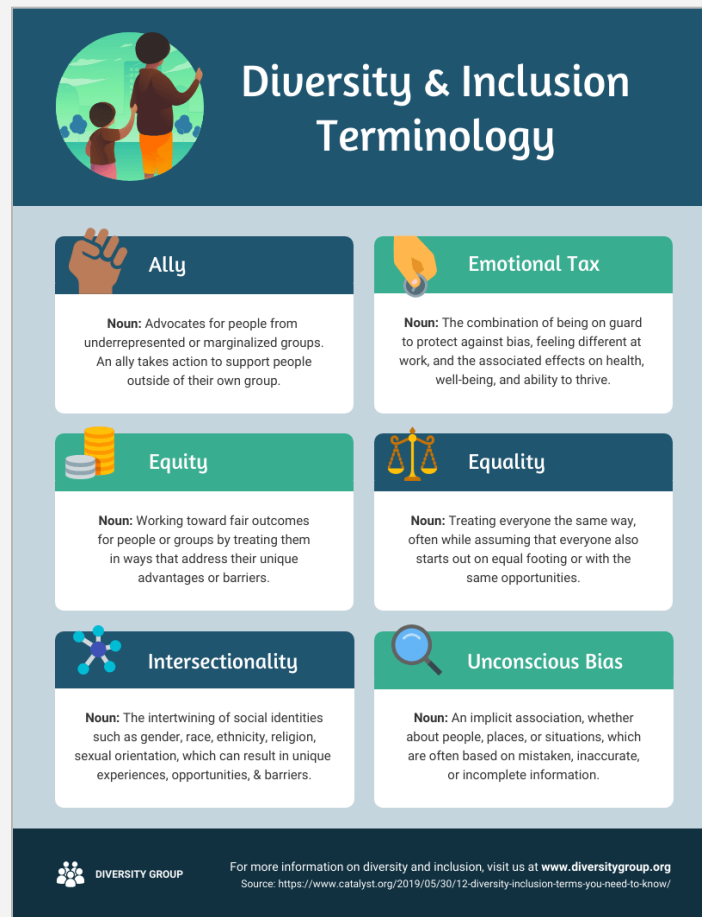 Diversity & Inclusion
Terminology
Ally
Noun: Advocates for people from
underrepresented or marginalized groups.
An ally takes action to support people
outside of their own group.
Emotional Tax
Noun: The combination of being on guard
to protect against bias, feeling different at
work, and the associated effects on health,
well-being, and ability to thrive.
Equity
Noun: Working toward fair outcomes
for people or groups by treating them
in ways that address their unique
advantages or barriers.
Equality
Noun: Treating everyone the same way,
often while assuming that everyone also
starts out on equal footing or with the
same opportunities.
Intersectionality
Noun: The intertwining of social identities
such as gender, race, ethnicity, religion,
sexual orientation, which can result in unique
experiences, opportunities, & barriers.
Unconscious Bias
Noun: An implicit association, whether
about people, places, or situations, which
are often based on mistaken, inaccurate,
or incomplete information.
DIVERSITY GROUP
For more information on diversity and inclusion, visit us at www.diversitygroup.org
Source: https://www.catalyst.org/2019/05/30/12-diversity-inclusion-terms-you-need-to-know/